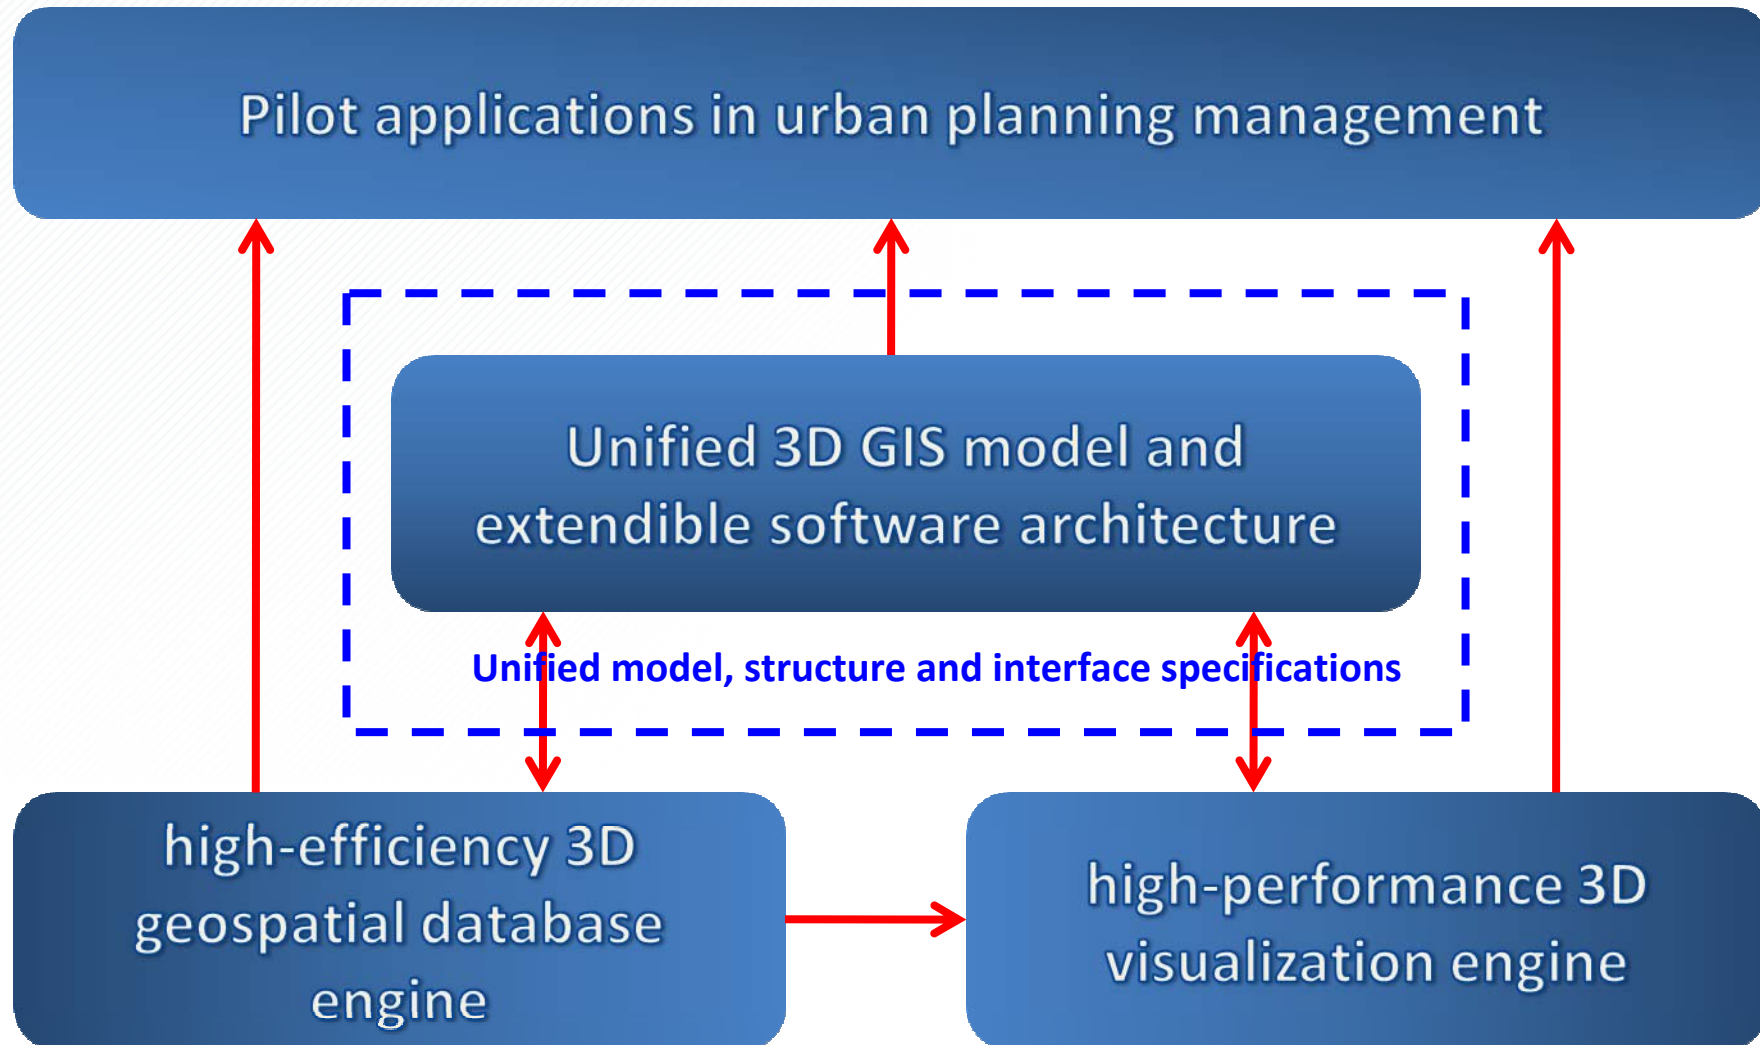 Pilot applications in urban planning management
Unified 3D GIS model and
extendible software architecture
Unified model, structure and interface specifications
high-efficiency 3D
geospatial database
engine
high-performance 3D
visualization engine